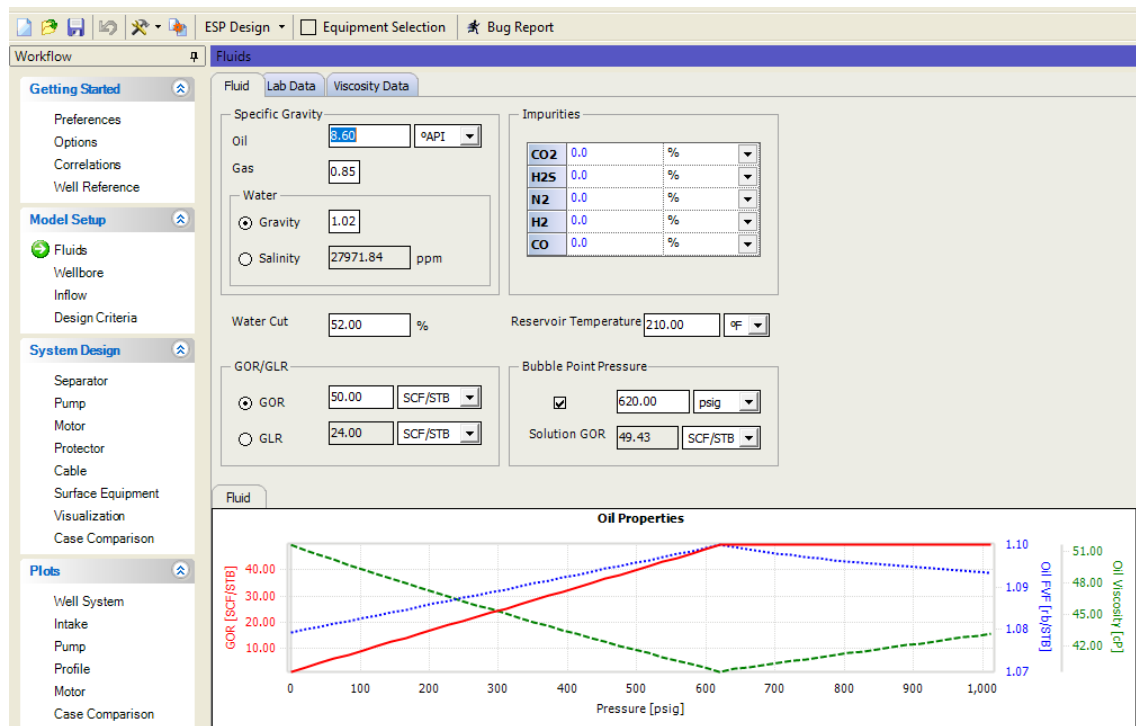 ESP Design Equipment Selection Bug Report
Workflow
Getting Started
Preferences
Options
Correlations
Well Reference
Model Setup
Fluids
Wellbore
Inflow
Design Criteria
System Design
Separator
Pump
Motor
Protector
Cable
Surface Equipment
Visualization
Case Comparison
Plots
Well System
Intake
Pump
Profile
Motor
Case Comparison
Fluids
Fluid Lab Data Viscosity Data
Specific Gravity
Oil 8.60 ºAPI
Gas 0.85
Water
Gravity 1.02
Salinity 27971.84 ppm
Impurities
CO2 0.0 %
H2S 0.0 %
N2 0.0 %
H2 0.0 %
CO 0.0 %
Water Cut 52.00 %
Reservoir Temperature 210.00 ºF
GOR/GLR
GOR 50.00 SCF/STB
GLR 24.00 SCF/STB
Bubble Point Pressure
620.00 psig
Solution GOR 49.43 SCF/STB
Fluid
Oil Properties
GOR [SCF/STB]
40.00
30.00
20.00
10.00
1.10
1.09
1.08
1.07
Oil FVF [rb/STB]
51.00
48.00
45.00
42.00
Oil Viscosity [cP]
0 100 200 300 400 500 600 700 800 900 1,000
Pressure [psig]